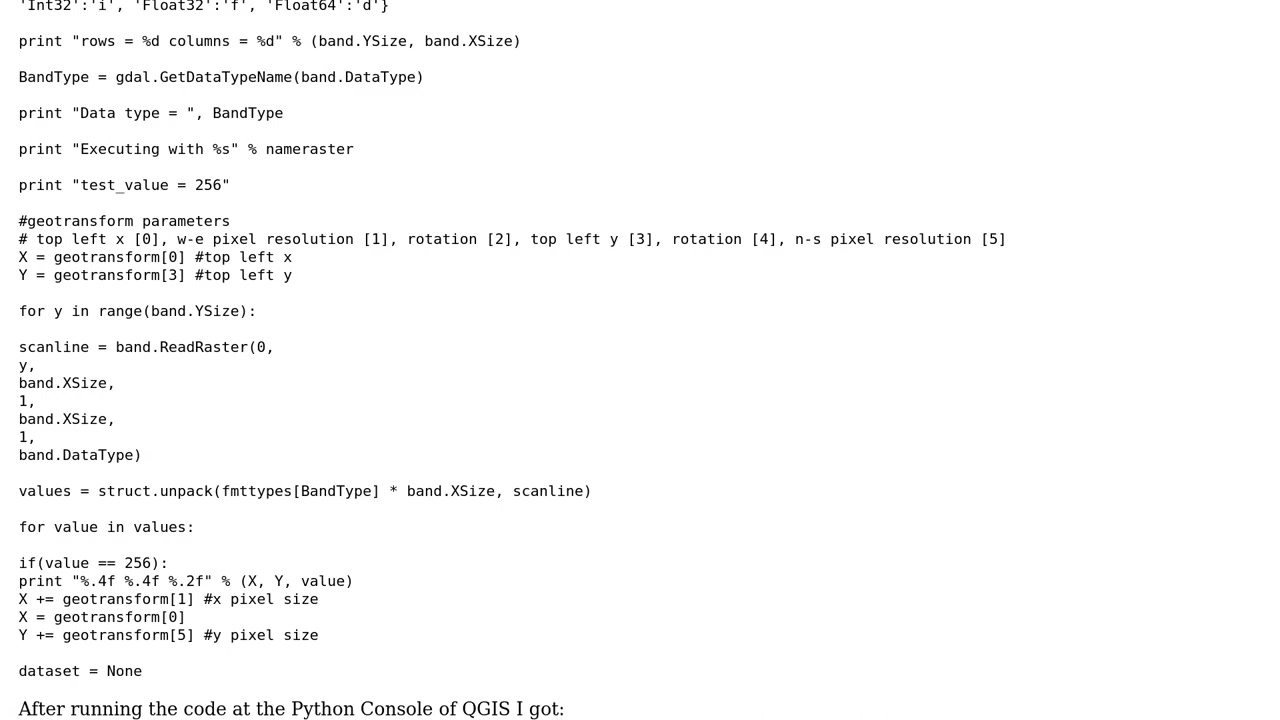 'Int32':'i', 'Float32':'f', 'Float64':'d'}
print "rows = %d columns = %d" % (band.YSize, band.XSize)
BandType = gdal.GetDataTypeName(band.DataType)
print "Data type = ", BandType
print "Executing with %s" % nameraster
print "test_value = 256"
#geotransform parameters
# top left x [0], w-e pixel resolution [1], rotation [2], top left y [3], rotation [4], n-s pixel resolution [5]
X = geotransform[0] #top left x
Y = geotransform[3] #top left y
for y in range(band.YSize):
scanline = band.ReadRaster(0,
y,
band.XSize,
1,
band.XSize,
1,
band.DataType)
values = struct.unpack(fmttypes[BandType] * band.XSize, scanline)
for value in values:
if(value == 256):
print "%.4f %.4f %.2f" % (X, Y, value)
X += geotransform[1] #x pixel size
X = geotransform[0]
Y += geotransform[5] #y pixel size
dataset = None
After running the code at the Python Console of QGIS I got: